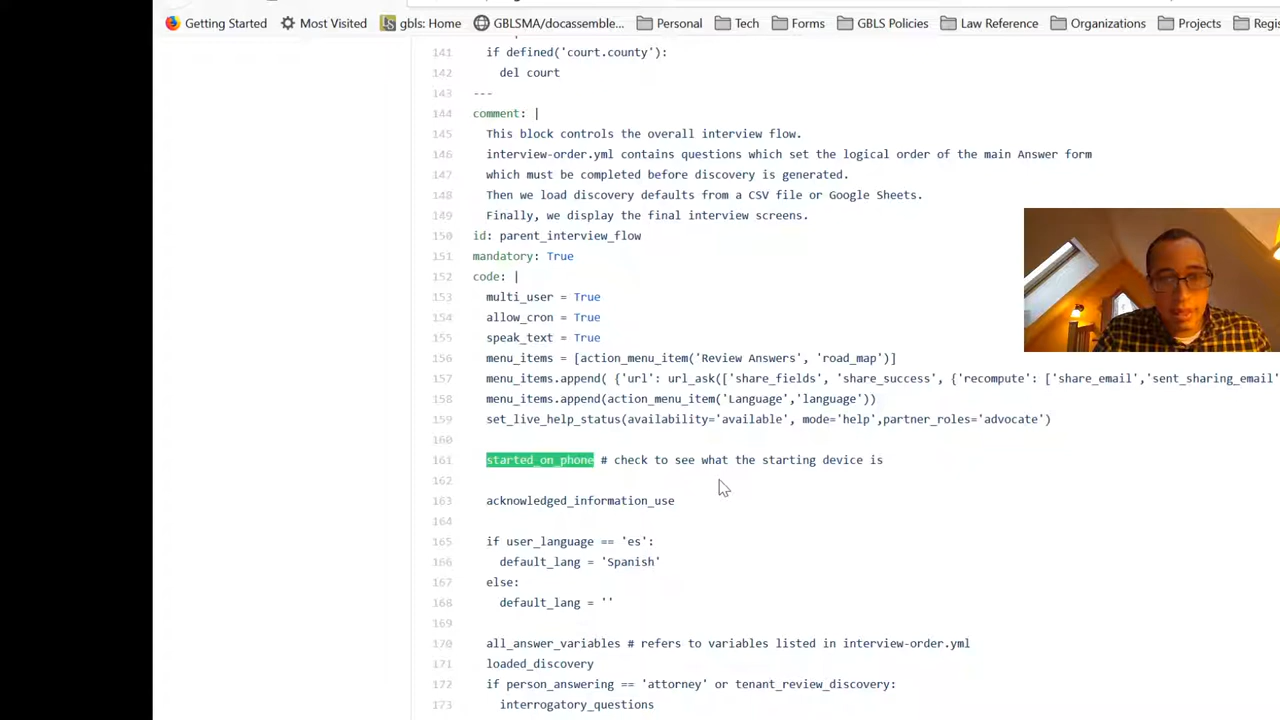 Getting Started Most Visited gbls: Home GBLSMA/docassemble... Personal Tech Forms GBLS Policies Law Reference Organizations Projects Regis
141 if defined('court.county'):
142 del court
143 ---
144 comment: |
145 This block controls the overall interview flow.
146 interview-order.yml contains questions which set the logical order of the main Answer form
147 which must be completed before discovery is generated.
148 Then we load discovery defaults from a CSV file or Google Sheets.
149 Finally, we display the final interview screens.
150 id: parent_interview_flow
151 mandatory: True
152 code: |
153 multi_user = True
154 allow_cron = True
155 speak_text = True
156 menu_items = [action_menu_item('Review Answers', 'road_map')]
157 menu_items.append( {'url': url_ask(['share_fields', 'share_success', {'recompute': ['share_email','sent_sharing_email'
158 menu_items.append(action_menu_item('Language','language'))
159 set_live_help_status(availability='available', mode='help',partner_roles='advocate')
160
161 started_on_phone # check to see what the starting device is
162
163 acknowledged_information_use
164
165 if user_language == 'es':
166 default_lang = 'Spanish'
167 else:
168 default_lang = ''
169
170 all_answer_variables # refers to variables listed in interview-order.yml
171 loaded_discovery
172 if person_answering == 'attorney' or tenant_review_discovery:
173 interrogatory_questions